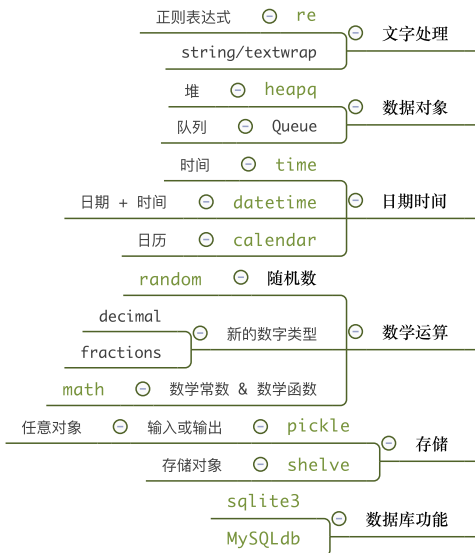 正则表达式 re
文字处理
string/textwrap
堆 heapq
数据对象
队列 Queue
时间 time
日期 + 时间 datetime
日期时间
日历 calendar
random 随机数
decimal
新的数字类型
数学运算
fractions
math 数学常数 & 数学函数
任意对象 输入或输出 pickle
存储
存储对象 shelve
sqlite3
数据库功能
MySQLdb